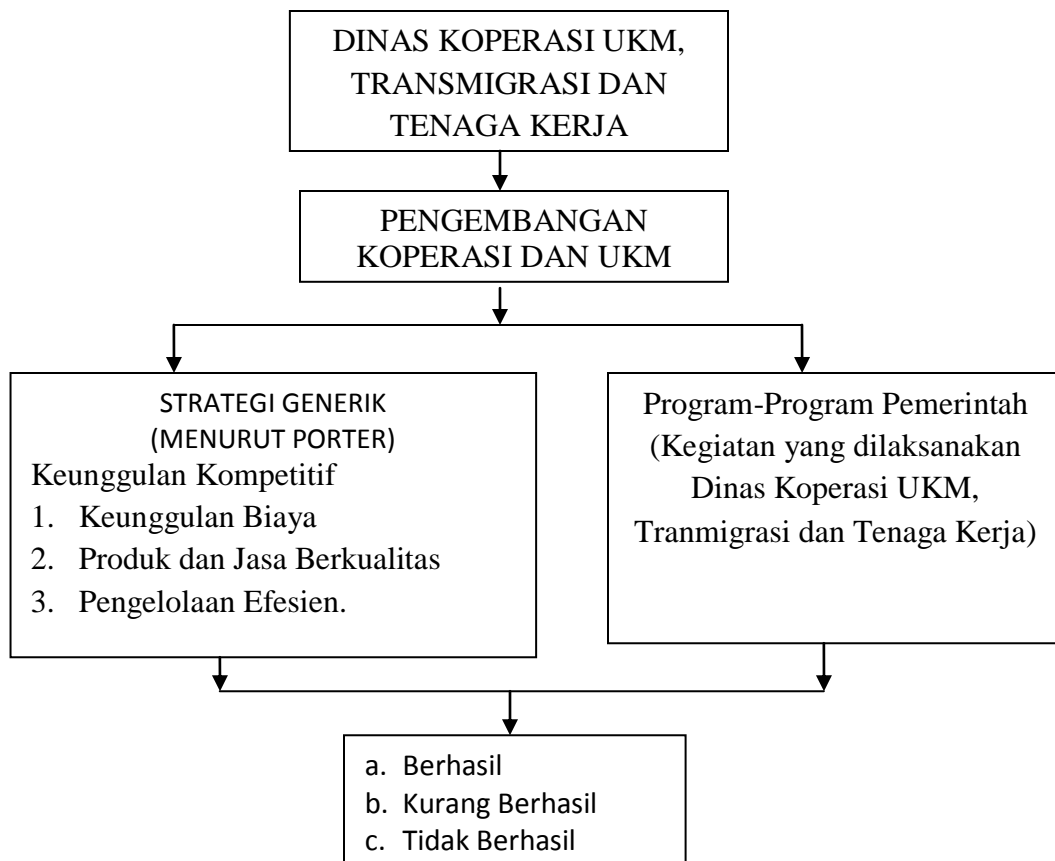 DINAS KOPERASI UKM,
TRANSMIGRASI DAN
TENAGA KERJA
PENGEMBANGAN
KOPERASI DAN UKM
STRATEGI GENERIK
(MENURUT PORTER)
Keunggulan Kompetitif
1. Keunggulan Biaya
2. Produk dan Jasa Berkualitas
3. Pengelolaan Efesien.
Program-Program Pemerintah
(Kegiatan yang dilaksanakan
Dinas Koperasi UKM,
Tranmigrasi dan Tenaga Kerja)
a. Berhasil
b. Kurang Berhasil
c. Tidak Berhasil